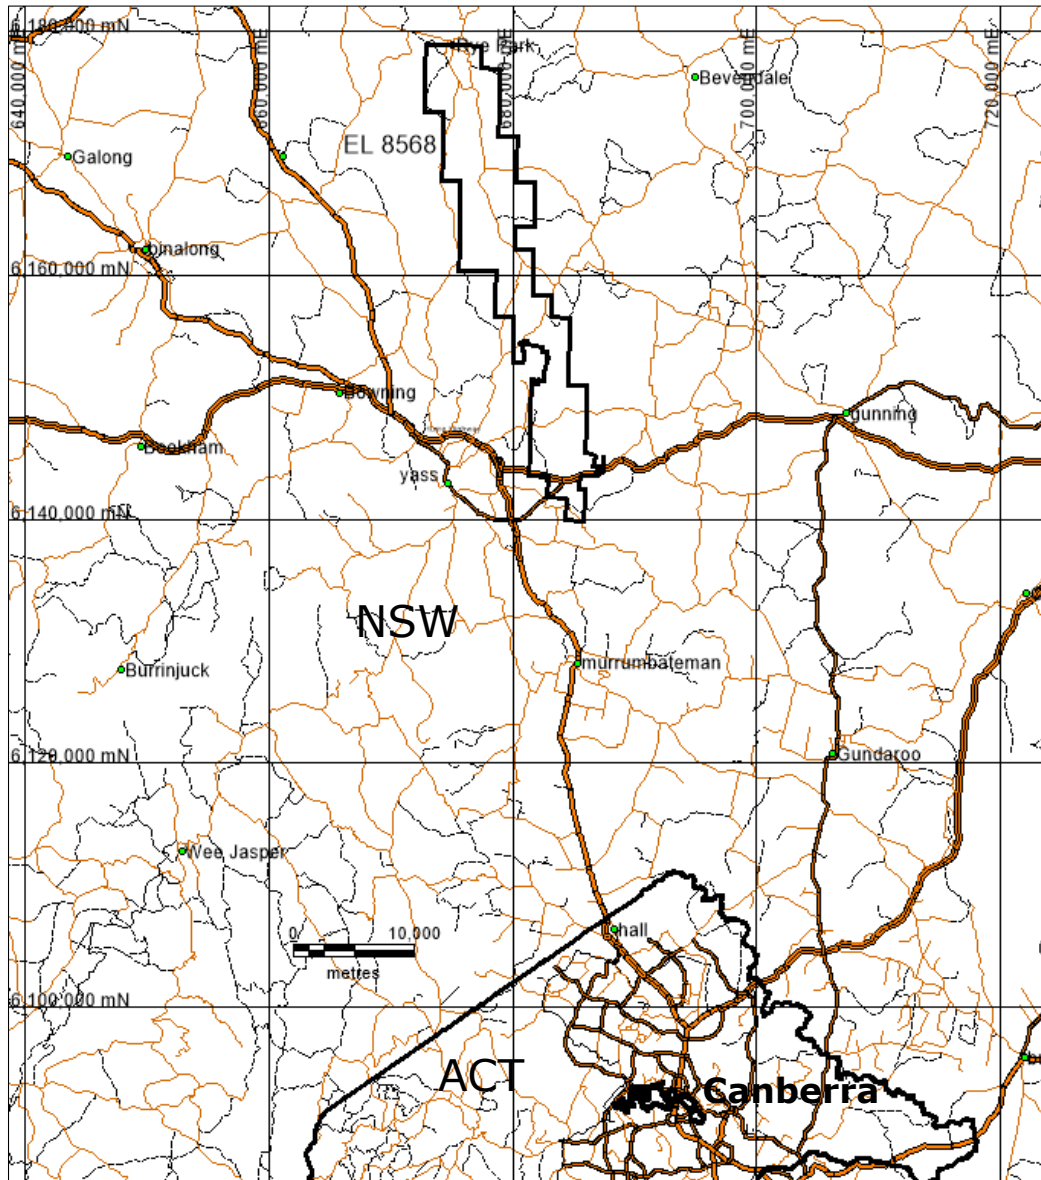 6,180,000 mN
640,000 mE
660,000 mE
Rye Park
680,000 mE
Bevendale
700,000 mE
720,000 mE
Galong
EL 8568
binalong
6,160,000 mN
Bowning
gunning
Bookham
yass
6,140,000 mN
NSW
murrumbateman
Burrinjuck
Gundaroo
6,120,000 mN
Wee Jasper
hall
0 10,000
metres
6,100,000 mN
ACT
Canberra